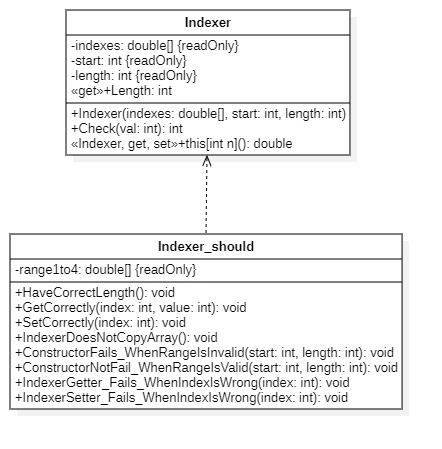 Indexer
-indexes: double[] {readOnly}
-start: int {readOnly}
-length: int {readOnly}
«get»+Length: int
+Indexer(indexes: double[], start: int, length: int)
+Check(val: int): int
«Indexer, get, set»+this[int n](): double
Indexer_should
-range1to4: double[] {readOnly}
+HaveCorrectLength(): void
+GetCorrectly(index: int, value: int): void
+SetCorrectly(index: int): void
+IndexerDoesNotCopyArray(): void
+ConstructorFails_WhenRangeIsInvalid(start: int, length: int): void
+ConstructorNotFail_WhenRangeIsValid(start: int, length: int): void
+IndexerGetter_Fails_WhenIndexIsWrong(index: int): void
+IndexerSetter_Fails_WhenIndexIsWrong(index: int): void